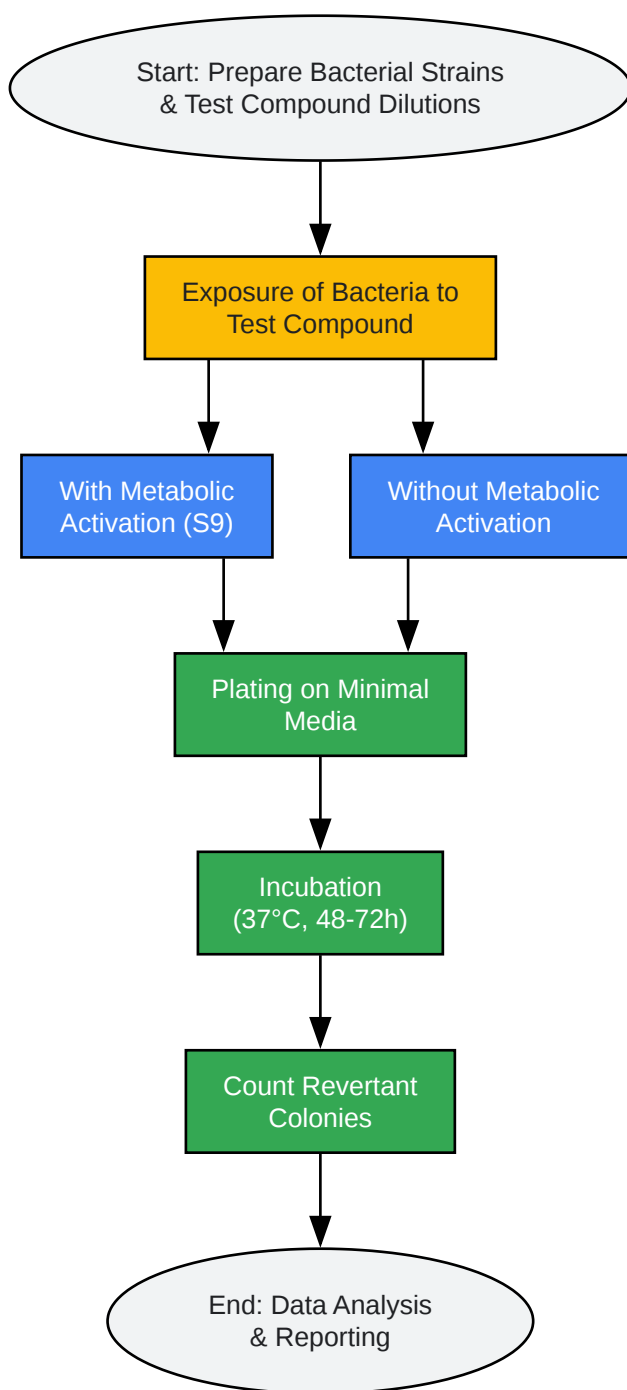 Start: Prepare Bacterial Strains
& Test Compound Dilutions
Exposure of Bacteria to
Test Compound
With Metabolic
Activation (S9)
Without Metabolic
Activation
Plating on Minimal
Media
Incubation
(37°C, 48-72h)
Count Revertant
Colonies
End: Data Analysis
& Reporting